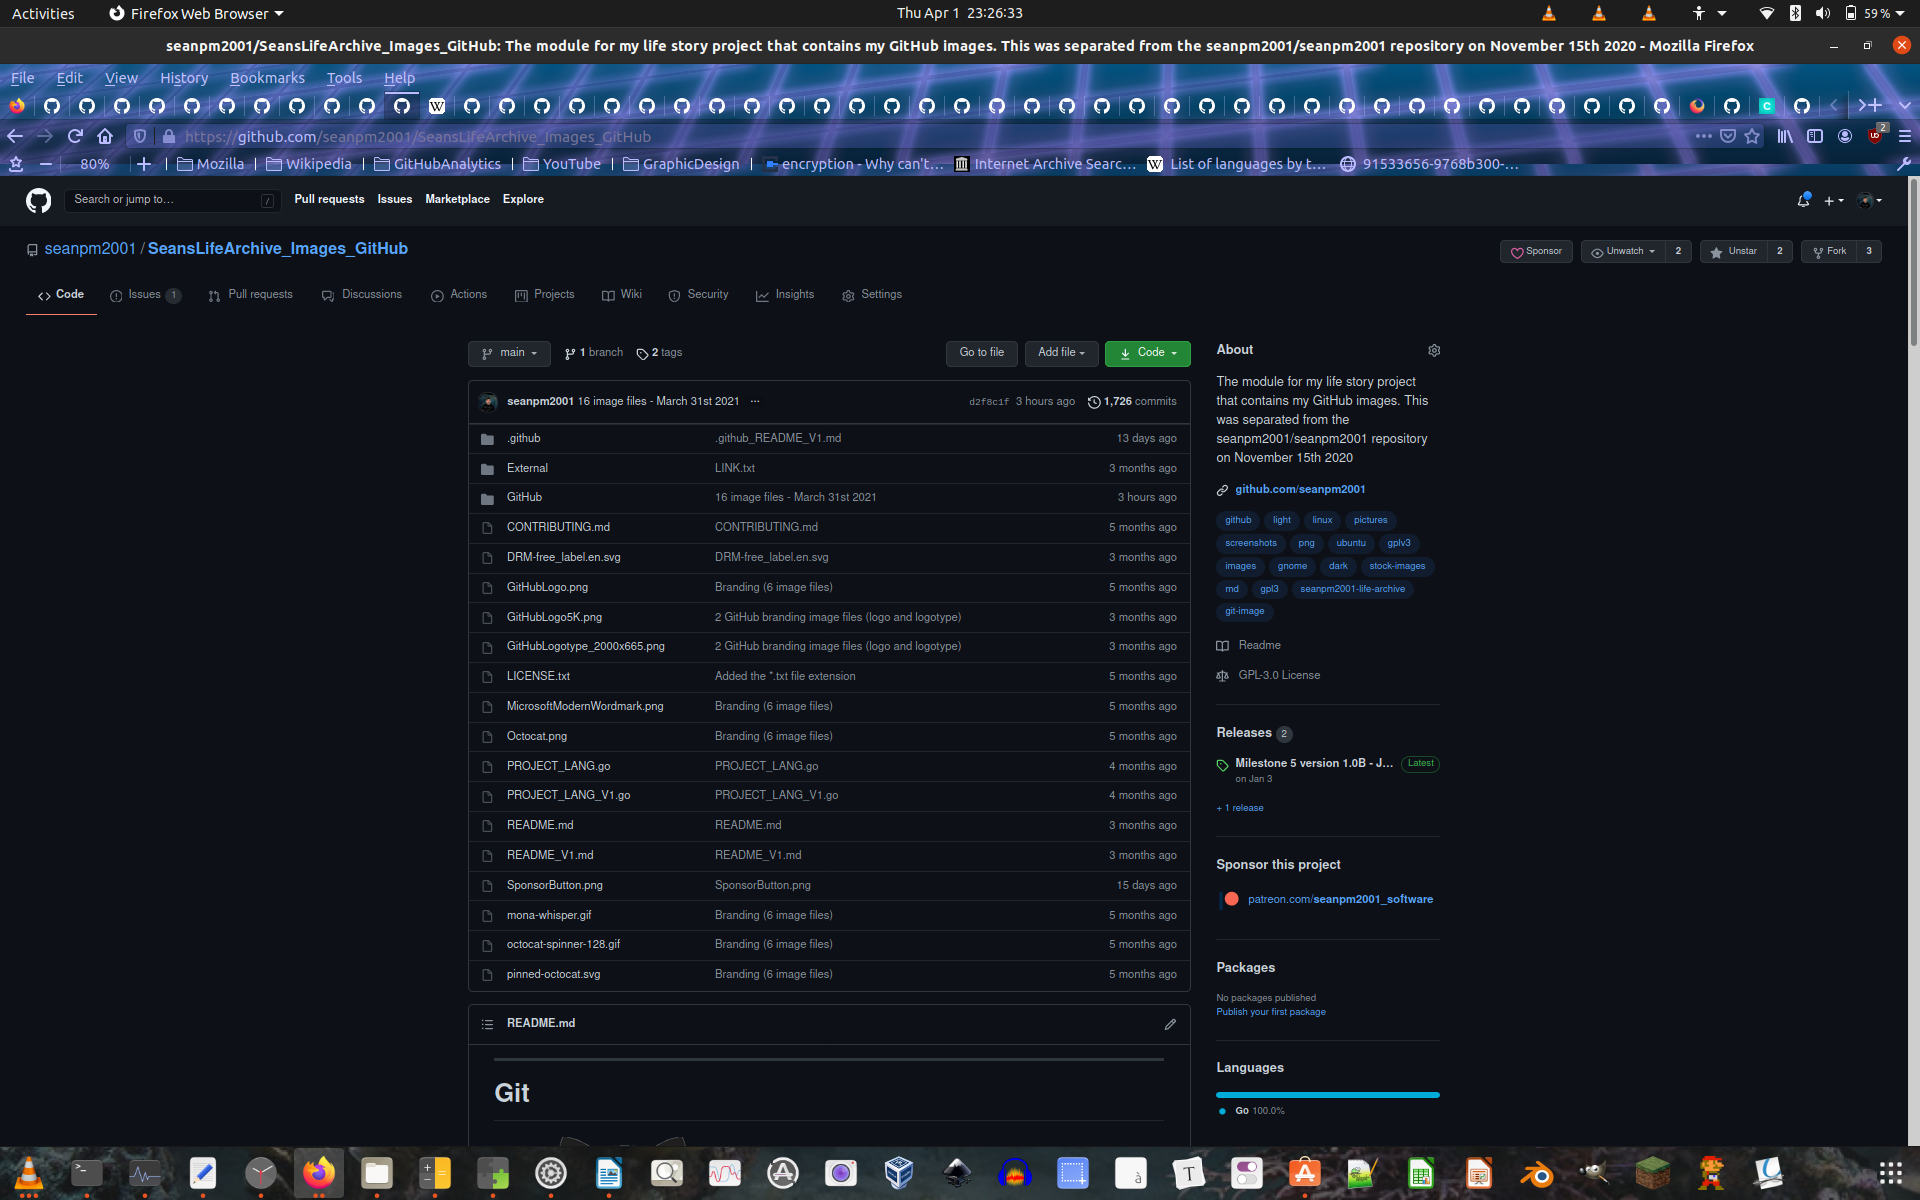 Activities Firefox Web Browser Thu Apr 1 23:26:33 59 %
seanpm2001/SeansLifeArchive_Images_GitHub: The module for my life story project that contains my GitHub images. This was separated from the seanpm2001/seanpm2001 repository on November 15th 2020 - Mozilla Firefox
File Edit View History Bookmarks Tools Help
https://github.com/seanpm2001/SeansLifeArchive_Images_GitHub 2
80% Mozilla Wikipedia GitHubAnalytics YouTube GraphicDesign encryption - Why can't… Internet Archive Searc… List of languages by t… 91533656-9768b300-…
Search or jump to… / Pull requests Issues Marketplace Explore
seanpm2001 / SeansLifeArchive_Images_GitHub Sponsor Unwatch 2 Unstar 2 Fork 3
Code Issues 1 Pull requests Discussions Actions Projects Wiki Security Insights Settings
main 1 branch 2 tags Go to file Add file Code
seanpm2001 16 image files - March 31st 2021 … d2f8c1f 3 hours ago 1,726 commits
.github .github_README_V1.md 13 days ago
External LINK.txt 3 months ago
GitHub 16 image files - March 31st 2021 3 hours ago
CONTRIBUTING.md CONTRIBUTING.md 5 months ago
DRM-free_label.en.svg DRM-free_label.en.svg 3 months ago
GitHubLogo.png Branding (6 image files) 5 months ago
GitHubLogo5K.png 2 GitHub branding image files (logo and logotype) 3 months ago
GitHubLogotype_2000x665.png 2 GitHub branding image files (logo and logotype) 3 months ago
LICENSE.txt Added the *.txt file extension 5 months ago
MicrosoftModernWordmark.png Branding (6 image files) 5 months ago
Octocat.png Branding (6 image files) 5 months ago
PROJECT_LANG.go PROJECT_LANG.go 4 months ago
PROJECT_LANG_V1.go PROJECT_LANG_V1.go 4 months ago
README.md README.md 3 months ago
README_V1.md README_V1.md 3 months ago
SponsorButton.png SponsorButton.png 15 days ago
mona-whisper.gif Branding (6 image files) 5 months ago
octocat-spinner-128.gif Branding (6 image files) 5 months ago
pinned-octocat.svg Branding (6 image files) 5 months ago
README.md
Git
About
The module for my life story project
that contains my GitHub images. This
was separated from the
seanpm2001/seanpm2001 repository
on November 15th 2020
github.com/seanpm2001
github light linux pictures
screenshots png ubuntu gplv3
images gnome dark stock-images
md gpl3 seanpm2001-life-archive
git-image
Readme
GPL-3.0 License
Releases 2
Milestone 5 version 1.0B - J… Latest
on Jan 3
+ 1 release
Sponsor this project
patreon.com/seanpm2001_software
Packages
No packages published
Publish your first package
Languages
Go 100.0%